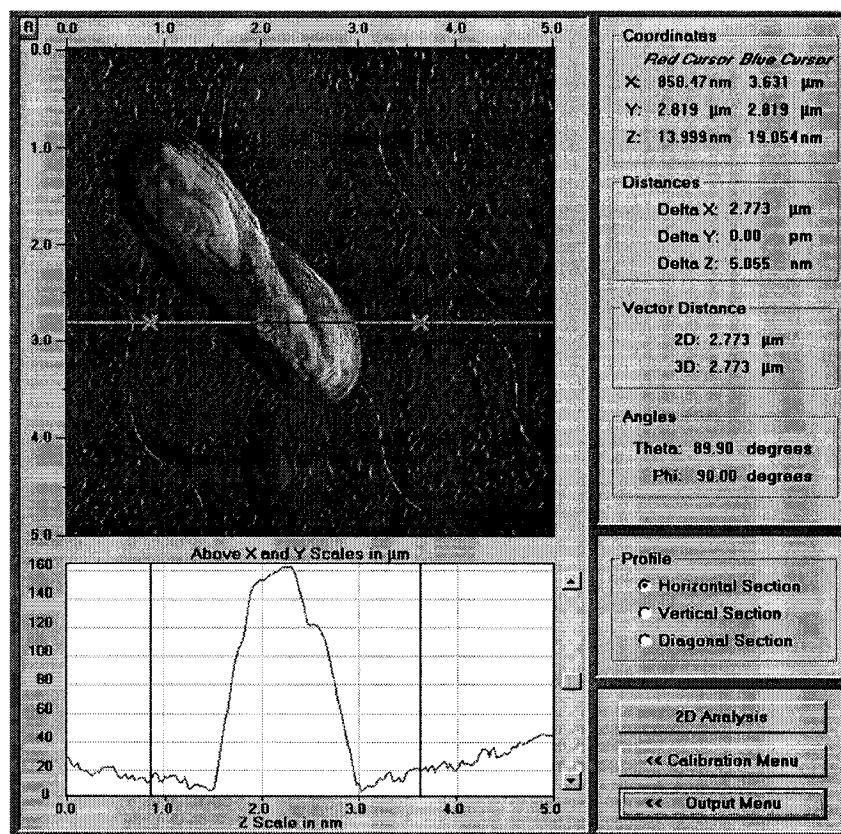 R 0.0 1.0 2.0 3.0 4.0 5.0
0.0
1.0
2.0
3.0
4.0
5.0
Above X and Y Scales in µm
160
140
120
100
80
60
40
20
0
0.0 1.0 2.0 3.0 4.0 5.0
Z Scale in nm
Coordinates
Red Cursor Blue Cursor
X: 858.47 nm 3.631 µm
Y: 2.819 µm 2.819 µm
Z: 13.999 nm 19.054 nm
Distances
Delta X: 2.773 µm
Delta Y: 0.00 pm
Delta Z: 5.055 nm
Vector Distance
2D: 2.773 µm
3D: 2.773 µm
Angles
Theta: 89.90 degrees
Phi: 90.00 degrees
Profile
Horizontal Section
Vertical Section
Diagonal Section
2D Analysis
<< Calibration Menu
<< Output Menu